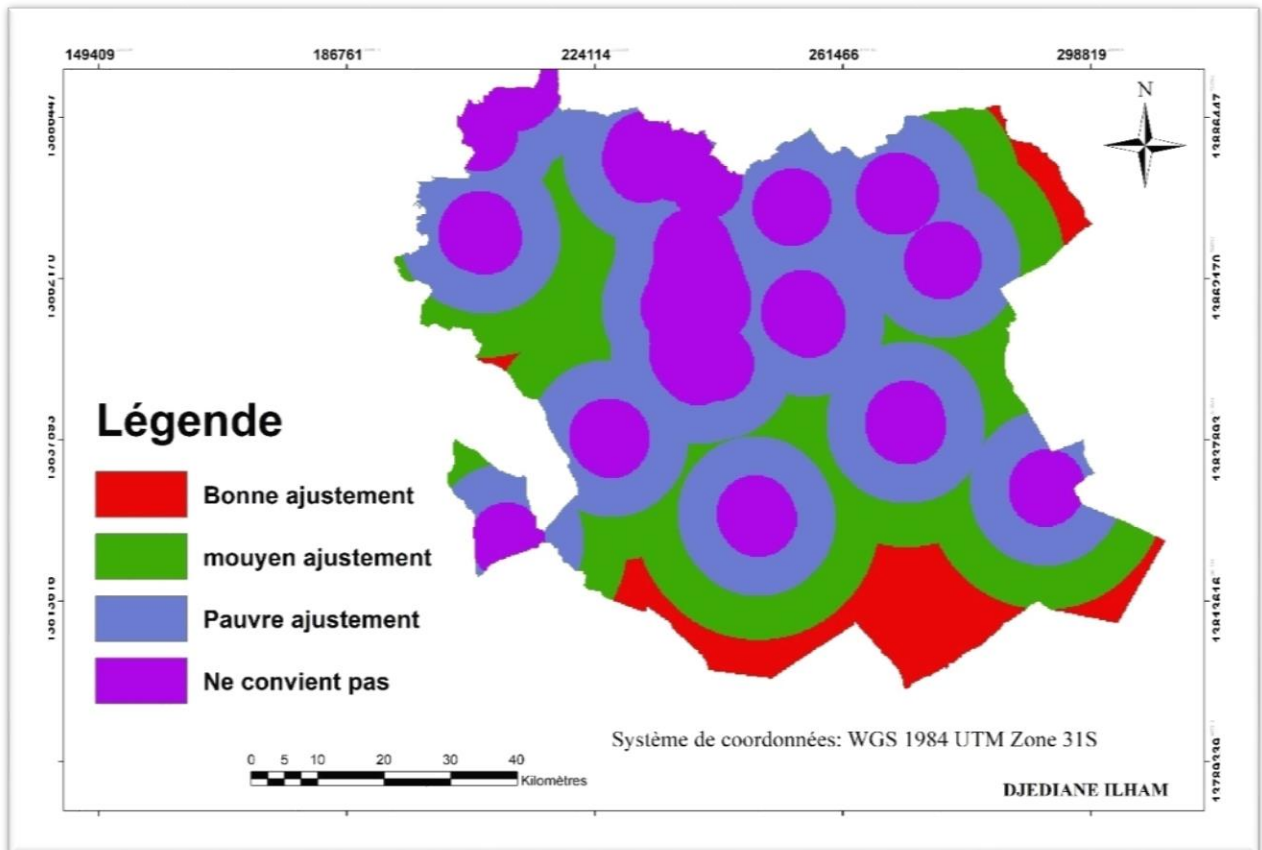 149409 186761 224114 261466 298819
N
13886447
Légende
Bonne ajustement
mouyen ajustement
Pauvre ajustement
Ne convient pas
0 5 10 20 30 40
Kilomètres
Système de coordonnées: WGS 1984 UTM Zone 31S
DJEDIANE ILHAM